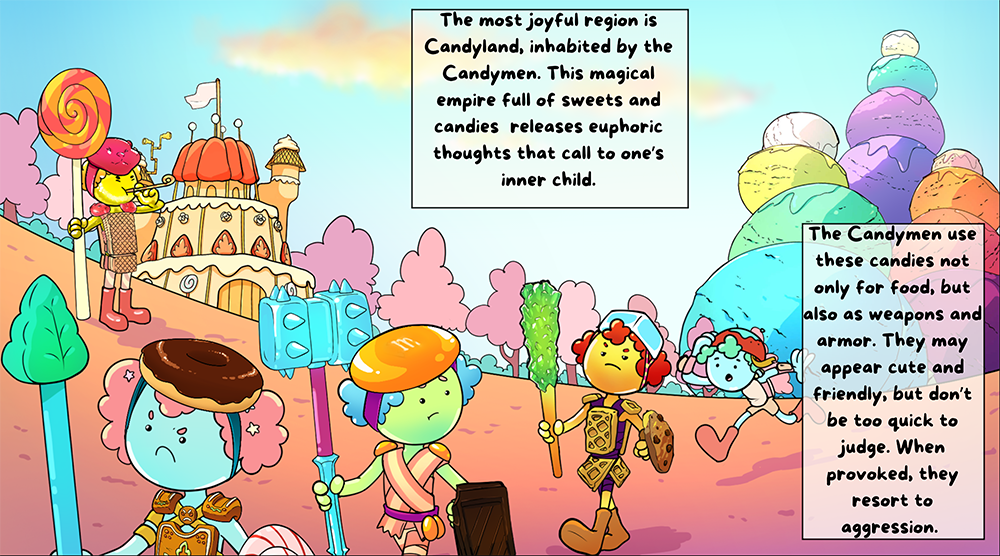 The most joyful region is
Candyland, inhabited by the
Candymen. This magical
empire full of sweets and
candies releases euphoric
thoughts that call to one's
inner child.
m
The Candymen use
these candies not
only for food, but
also as weapons and
armor. They may
appear cute and
friendly, but don't
be too quick to
judge. When
provoked, they
resort to
aggression.